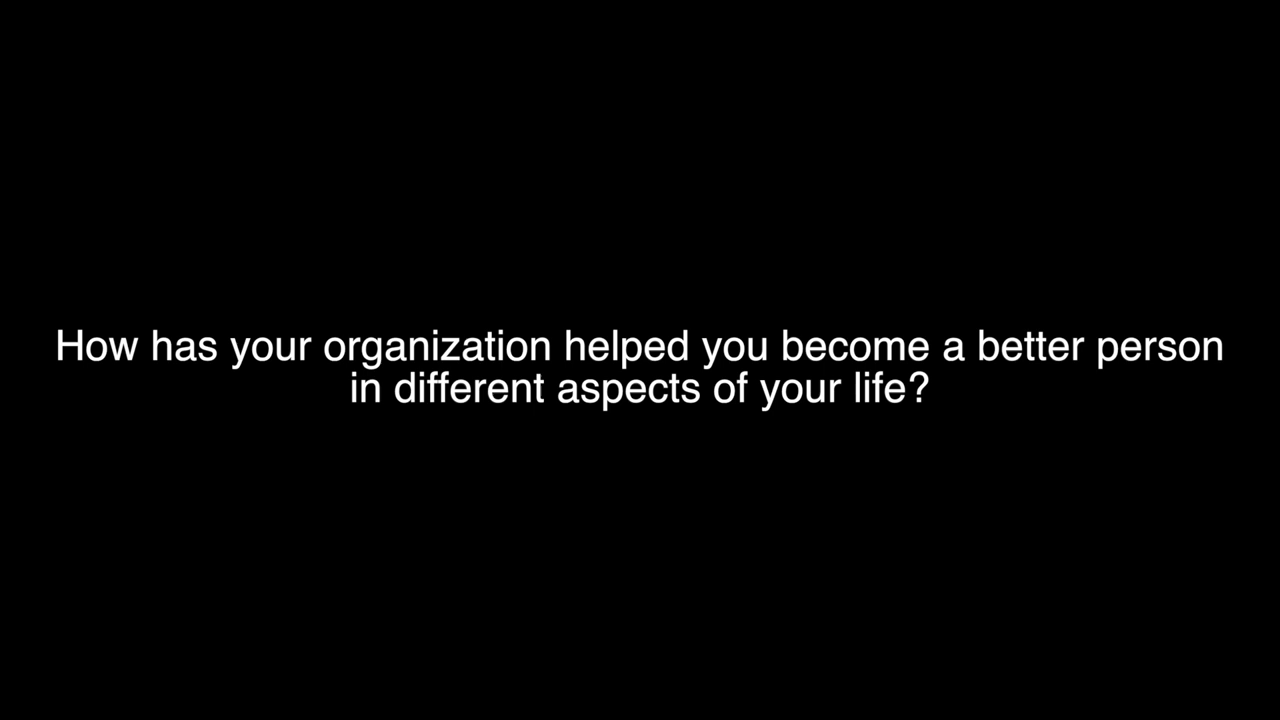 How has your organization helped you become a better person
in different aspects of your life?